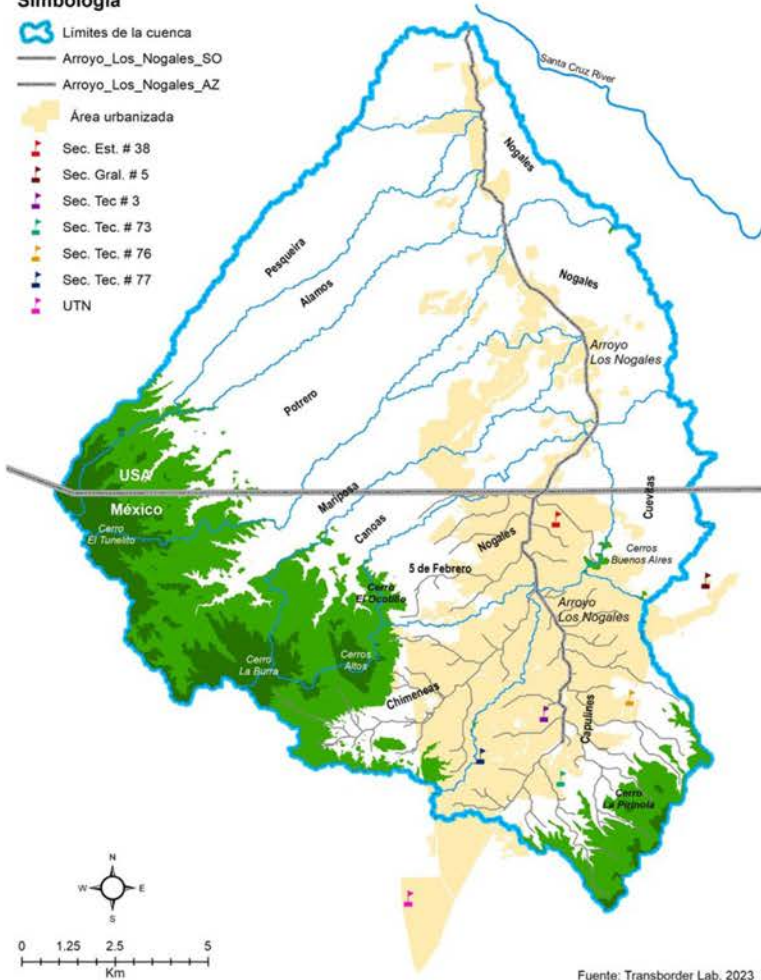 Simbología
Límites de la cuenca
Arroyo_Los_Nogales_SO
Arroyo_Los_Nogales_AZ
Área urbanizada
Sec. Est. # 38
Sec. Gral. # 5
Sec. Tec # 3
Sec. Tec. # 73
Sec. Tec. # 76
Sec. Tec. # 77
UTN
Santa Cruz River
Nogales
Pesqueira
Alamos
Nogales
Arroyo
Los Nogales
Potrero
USA
México
Mariposa
Cuevitas
Cerro
El Tunelito
Canoas
Nogales
Cerros
Buenos Aires
5 de Febrero
Cerro
El Ocotillo
Arroyo
Los Nogales
Cerro
La Burra
Cerros
Altos
Chimeneas
Capulines
Cerro
La Pirinola
N
W E
S
0 1.25 2.5 5
Km
Fuente: Transborder Lab, 2023